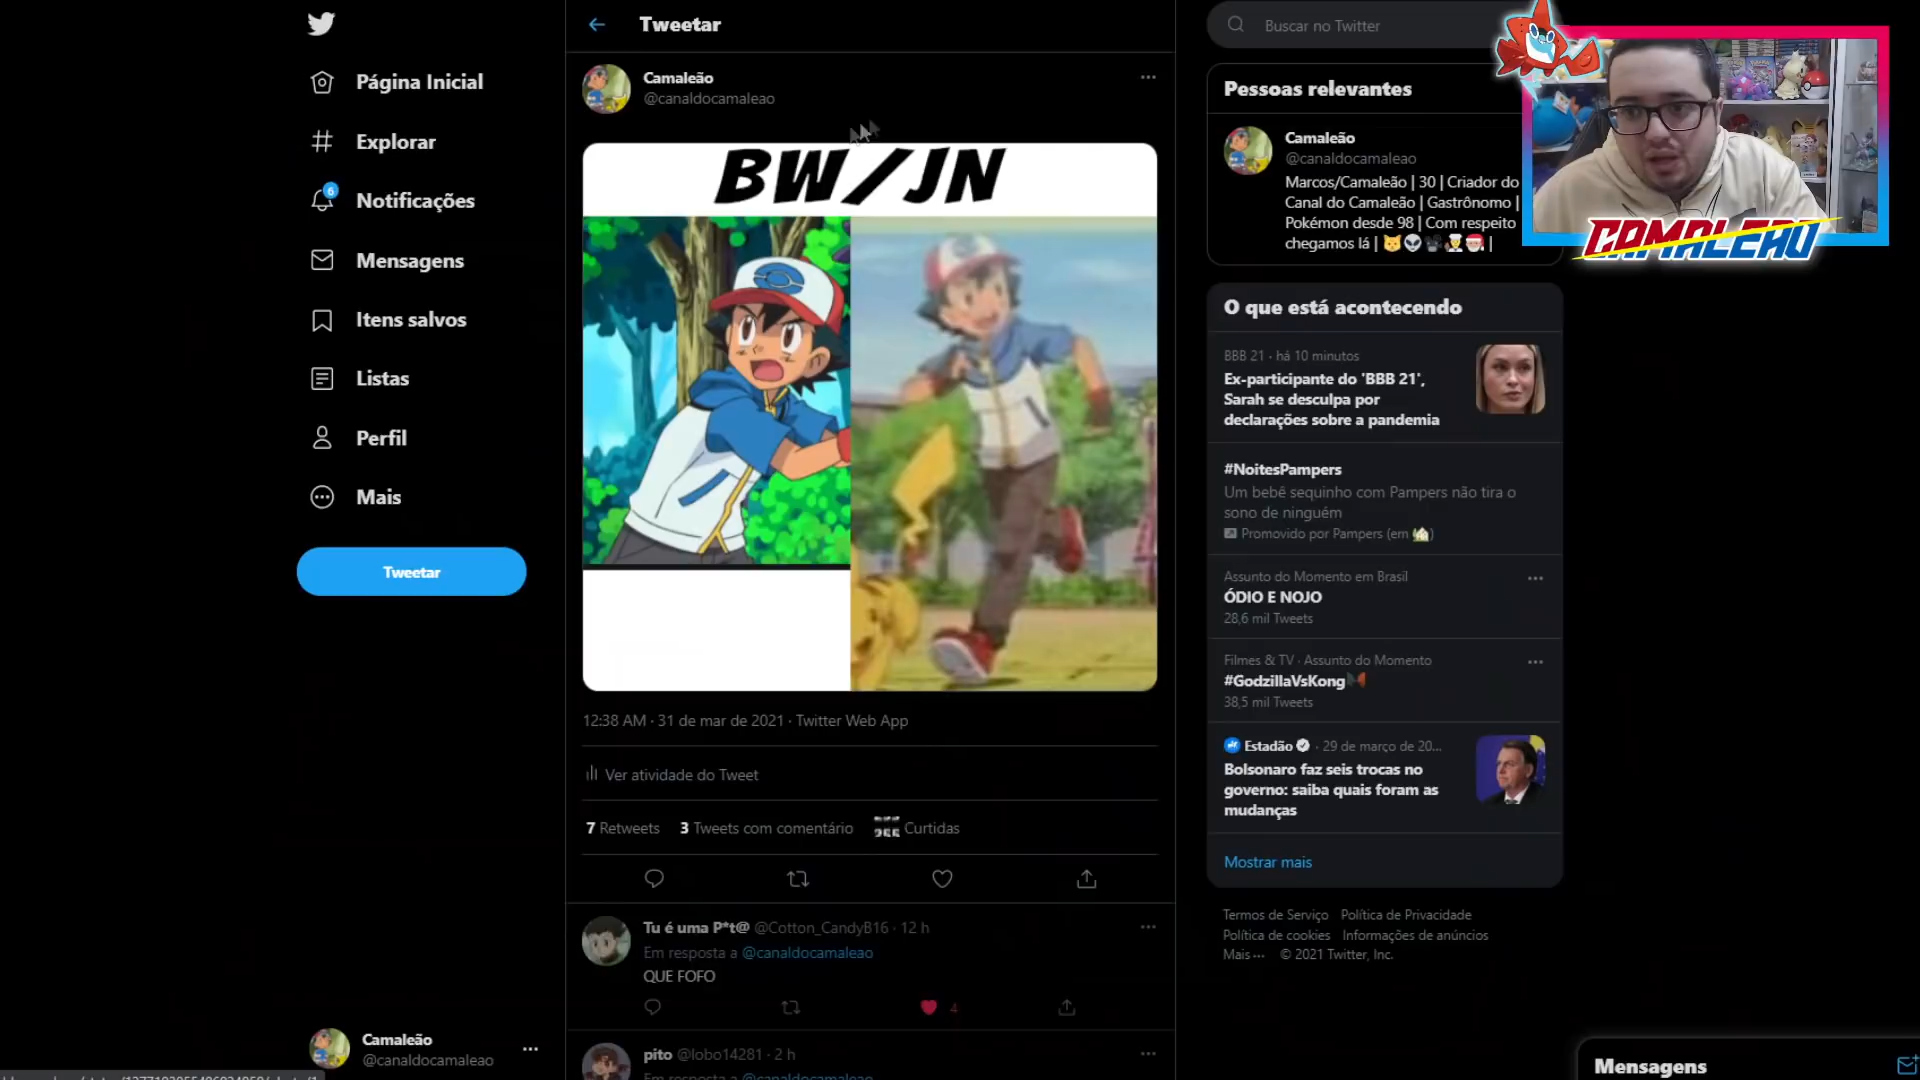 Página Inicial
Explorar
6
Notificações
Mensagens
Itens salvos
Listas
Perfil
Mais
Tweetar
Camaleão
@canaldocamaleao
Tweetar
Camaleão
@canaldocamaleao
BW/JN
12:38 AM · 31 de mar de 2021 · Twitter Web App
Ver atividade do Tweet
7 Retweets 3 Tweets com comentário Curtidas
Tu é uma P*t@ @Cotton_CandyB16 · 12 h
Em resposta a @canaldocamaleao
QUE FOFO
4
pito @lobo14281 · 2 h
Em resposta a @canaldocamaleao
Buscar no Twitter
Pessoas relevantes
Camaleão
@canaldocamaleao
Marcos/Camaleão | 30 | Criador do
Canal do Camaleão | Gastrônomo |
Pokémon desde 98 | Com respeito
chegamos lá | 😺👽🎥👨‍🍳🎅 |
CAMALEAO
O que está acontecendo
BBB 21 · há 10 minutos
Ex-participante do 'BBB 21',
Sarah se desculpa por
declarações sobre a pandemia
#NoitesPampers
Um bebê sequinho com Pampers não tira o
sono de ninguém
Promovido por Pampers (em 🏡)
Assunto do Momento em Brasil
ÓDIO E NOJO
28,6 mil Tweets
Filmes & TV · Assunto do Momento
#GodzillaVsKong
38,5 mil Tweets
Estadão · 29 de março de 20...
Bolsonaro faz seis trocas no
governo: saiba quais foram as
mudanças
Mostrar mais
Termos de Serviço Política de Privacidade
Política de cookies Informações de anúncios
Mais ··· © 2021 Twitter, Inc.
Mensagens